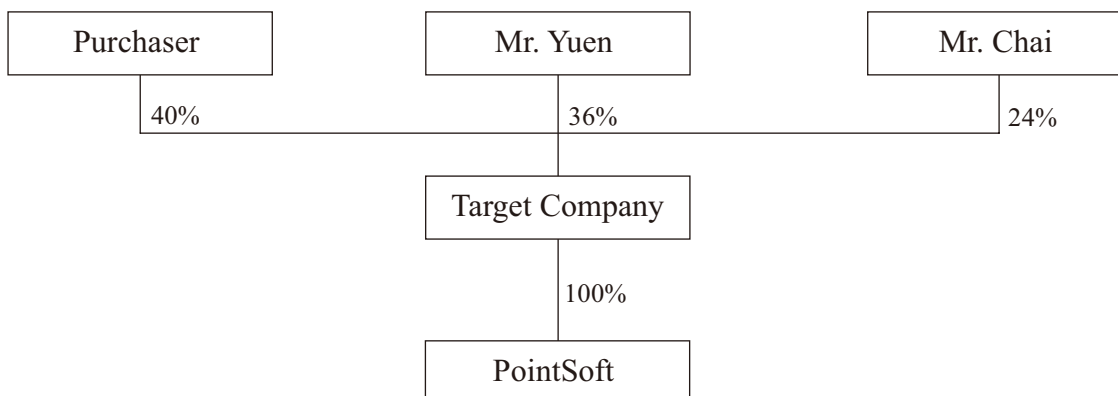 Purchaser
Mr. Yuen
Mr. Chai
40%
36%
24%
Target Company
100%
PointSoft